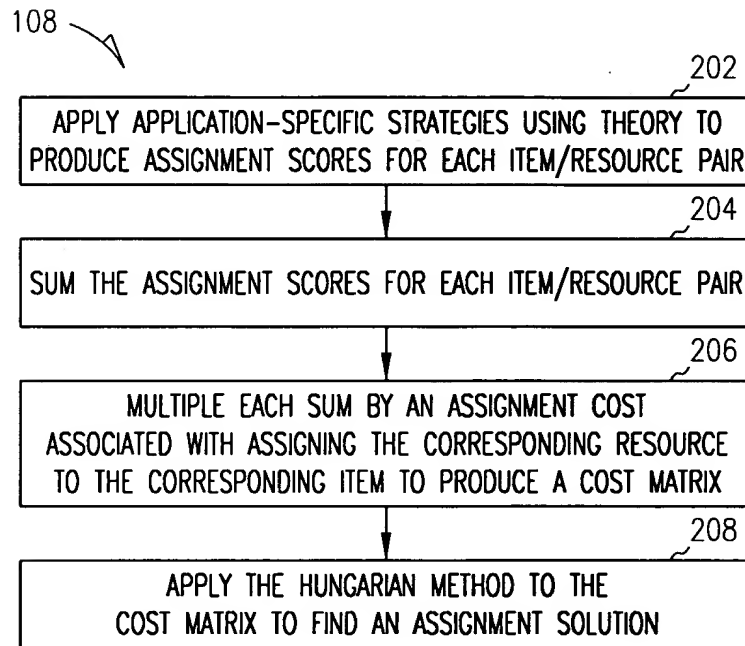 108
202
APPLY APPLICATION-SPECIFIC STRATEGIES USING THEORY TO
PRODUCE ASSIGNMENT SCORES FOR EACH ITEM/RESOURCE PAIR
204
SUM THE ASSIGNMENT SCORES FOR EACH ITEM/RESOURCE PAIR
206
MULTIPLE EACH SUM BY AN ASSIGNMENT COST
ASSOCIATED WITH ASSIGNING THE CORRESPONDING RESOURCE
TO THE CORRESPONDING ITEM TO PRODUCE A COST MATRIX
208
APPLY THE HUNGARIAN METHOD TO THE
COST MATRIX TO FIND AN ASSIGNMENT SOLUTION